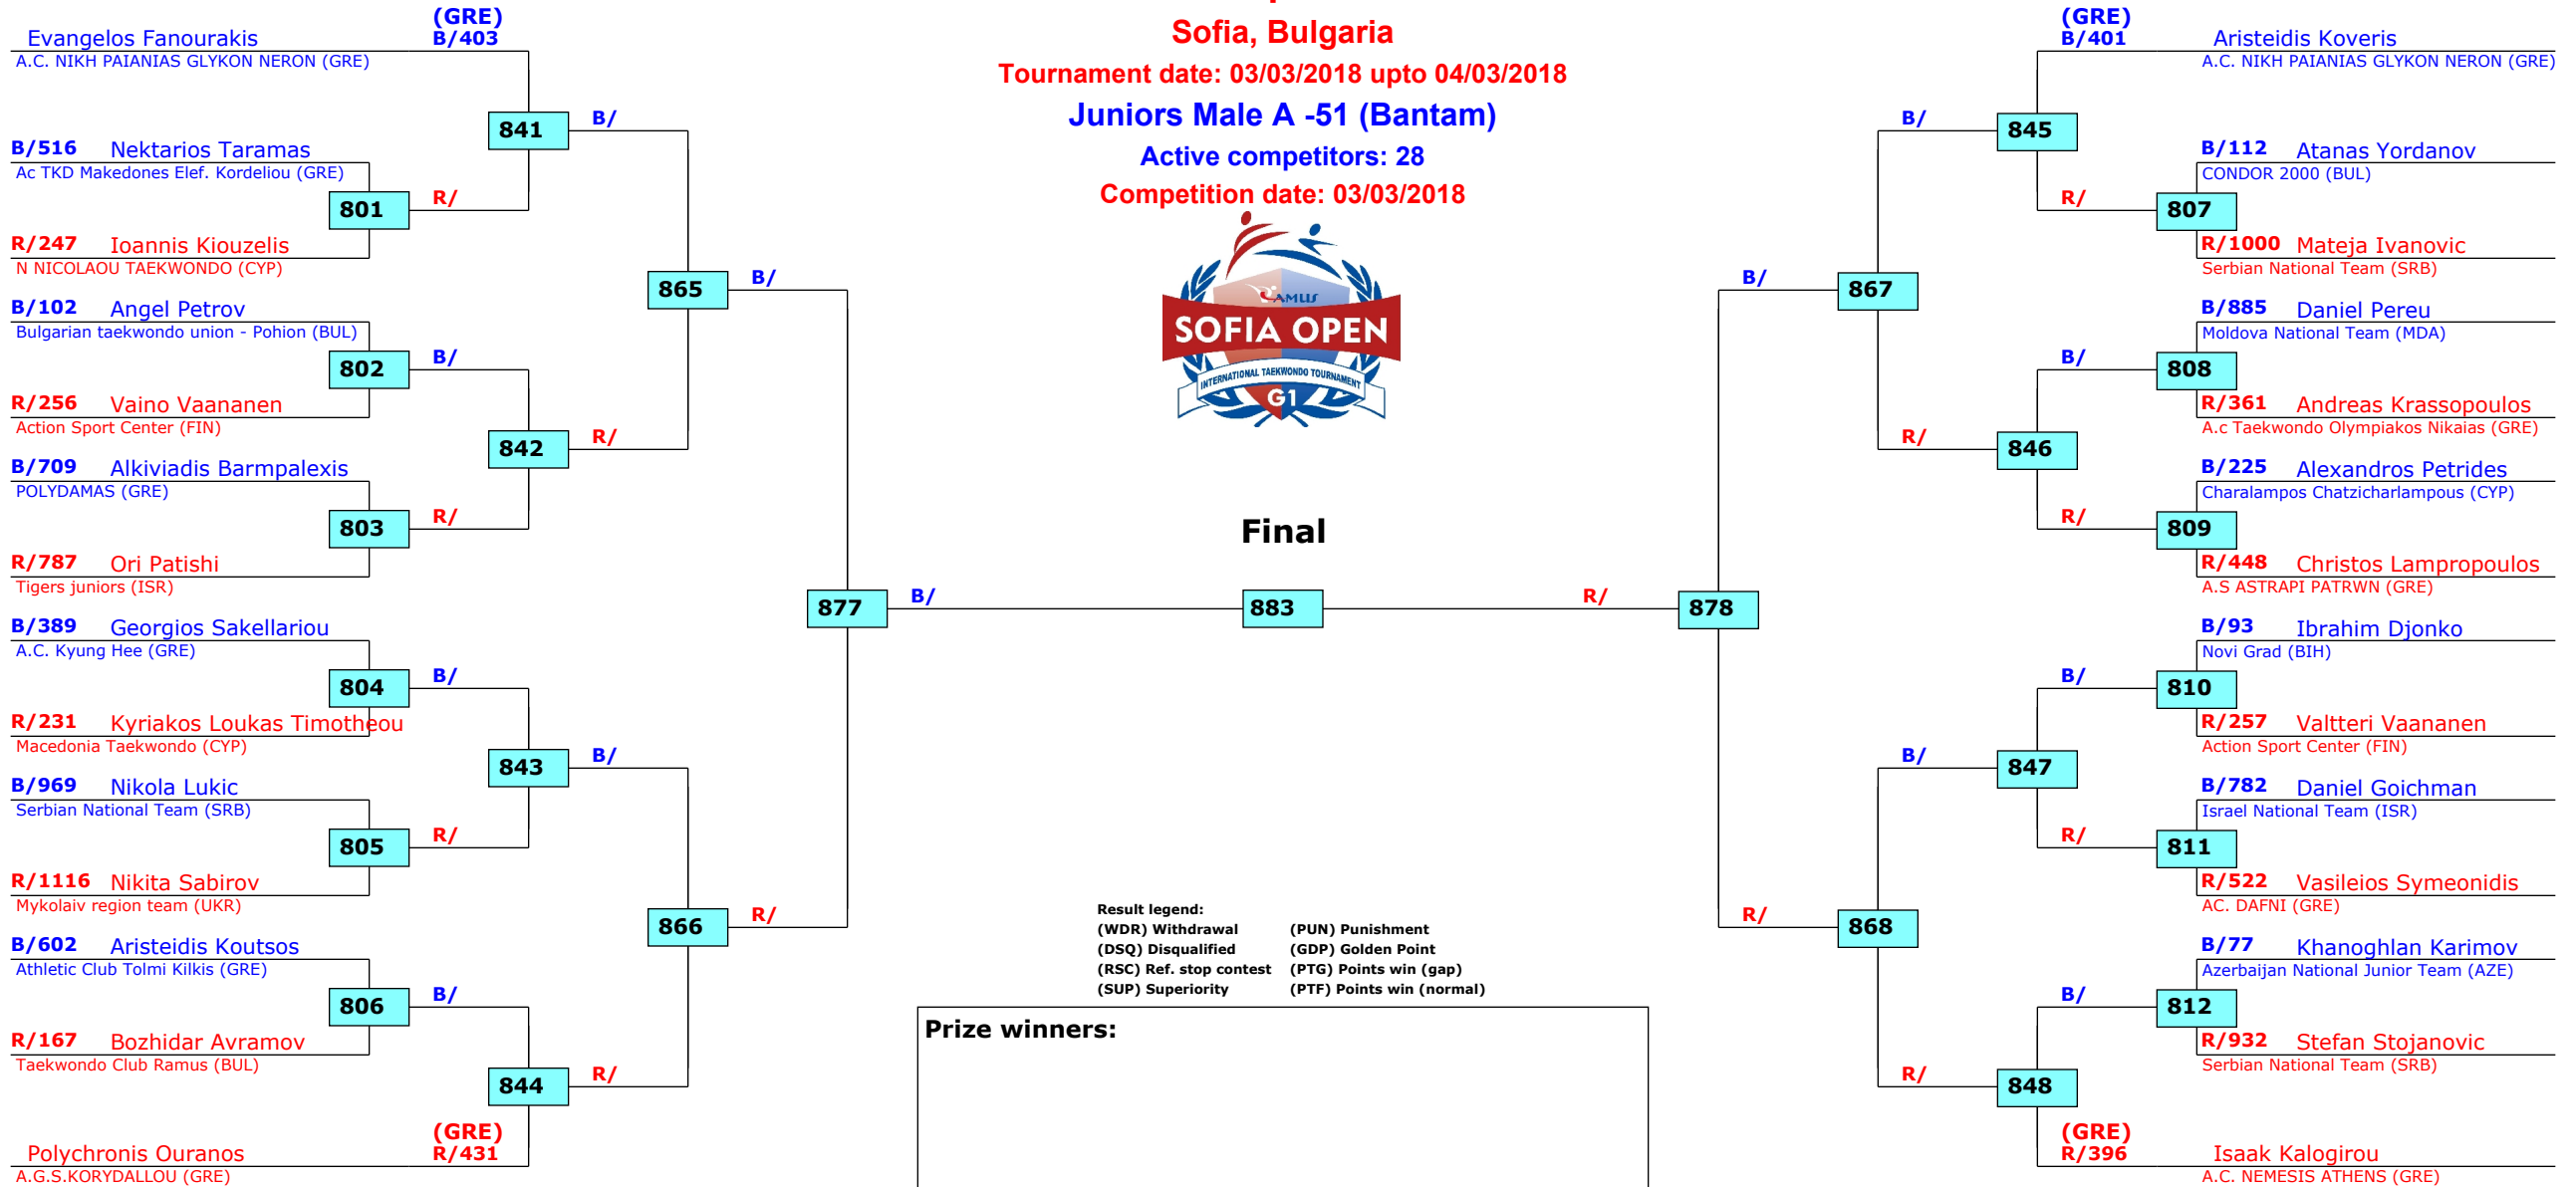 Sofia, Bulgaria
Tournament date: 03/03/2018 upto 04/03/2018
Juniors Male A -51 (Bantam)
Active competitors: 28
Competition date: 03/03/2018
RAMUS
SOFIA OPEN
INTERNATIONAL TAEKWONDO TOURNAMENT
G1
(GRE)
Evangelos Fanourakis B/403
A.C. NIKH PAIANIAS GLYKON NERON (GRE)
841 B/
B/516 Nektarios Taramas
Ac TKD Makedones Elef. Kordeliou (GRE)
801 R/
R/247 Ioannis Kiouzelis
N NICOLAOU TAEKWONDO (CYP)
865 B/
B/102 Angel Petrov
Bulgarian taekwondo union - Pohion (BUL)
802 B/
R/256 Vaino Vaananen
Action Sport Center (FIN)
842 R/
B/709 Alkiviadis Barmpalexis
POLYDAMAS (GRE)
803 R/
R/787 Ori Patishi
Tigers juniors (ISR)
877 B/
B/389 Georgios Sakellariou
A.C. Kyung Hee (GRE)
804 B/
R/231 Kyriakos Loukas Timotheou
Macedonia Taekwondo (CYP)
843 B/
B/969 Nikola Lukic
Serbian National Team (SRB)
805 R/
R/1116 Nikita Sabirov
Mykolaiv region team (UKR)
866 R/
B/602 Aristeidis Koutsos
Athletic Club Tolmi Kilkis (GRE)
806 B/
R/167 Bozhidar Avramov
Taekwondo Club Ramus (BUL)
844 R/
(GRE)
Polychronis Ouranos R/431
A.G.S.KORYDALLOU (GRE)
Final
883
(GRE)
B/401 Aristeidis Koveris
A.C. NIKH PAIANIAS GLYKON NERON (GRE)
B/ 845
B/112 Atanas Yordanov
CONDOR 2000 (BUL)
R/ 807
R/1000 Mateja Ivanovic
Serbian National Team (SRB)
B/ 867
B/885 Daniel Pereu
Moldova National Team (MDA)
B/ 808
R/361 Andreas Krassopoulos
A.c Taekwondo Olympiakos Nikaias (GRE)
R/ 846
B/225 Alexandros Petrides
Charalampos Chatzicharlampous (CYP)
R/ 809
R/448 Christos Lampropoulos
A.S ASTRAPI PATRWN (GRE)
R/ 878
B/93 Ibrahim Djonko
Novi Grad (BIH)
B/ 810
R/257 Valtteri Vaananen
Action Sport Center (FIN)
B/ 847
B/782 Daniel Goichman
Israel National Team (ISR)
R/ 811
R/522 Vasileios Symeonidis
AC. DAFNI (GRE)
R/ 868
B/77 Khanoghlan Karimov
Azerbaijan National Junior Team (AZE)
B/ 812
R/932 Stefan Stojanovic
Serbian National Team (SRB)
R/ 848
(GRE)
R/396 Isaak Kalogirou
A.C. NEMESIS ATHENS (GRE)
Result legend:
(WDR) Withdrawal (PUN) Punishment
(DSQ) Disqualified (GDP) Golden Point
(RSC) Ref. stop contest (PTG) Points win (gap)
(SUP) Superiority (PTF) Points win (normal)
Prize winners: